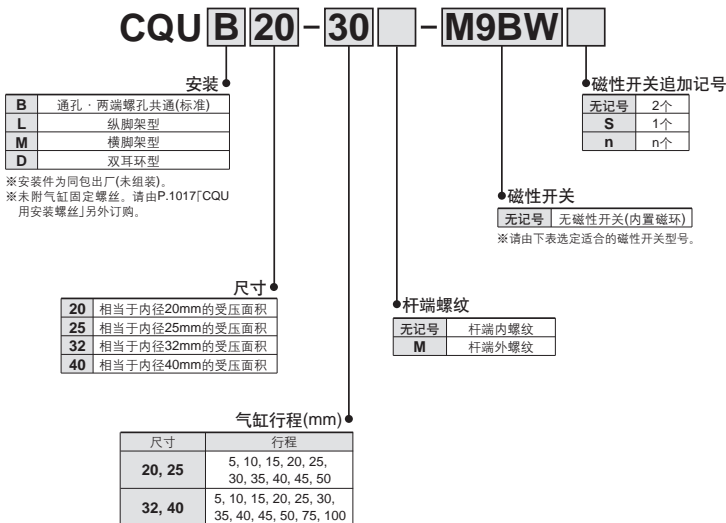 CQU B 20 - 30 - M9BW
安装
B 通孔·两端螺孔共通(标准)
L 纵脚架型
M 横脚架型
D 双耳环型
※安装件为同包出厂(未组装)。
※未附气缸固定螺丝。请由P.1017「CQU
用安装螺丝」另外订购。
磁性开关追加记号
无记号 2个
S 1个
n n个
磁性开关
无记号 无磁性开关(内置磁环)
※请由下表选定适合的磁性开关型号。
尺寸
20 相当于内径20mm的受压面积
25 相当于内径25mm的受压面积
32 相当于内径32mm的受压面积
40 相当于内径40mm的受压面积
杆端螺纹
无记号 杆端内螺纹
M 杆端外螺纹
气缸行程(mm)
尺寸 行程
20, 25 5, 10, 15, 20, 25,
30, 35, 40, 45, 50
32, 40 5, 10, 15, 20, 25, 30,
35, 40, 45, 50, 75, 100